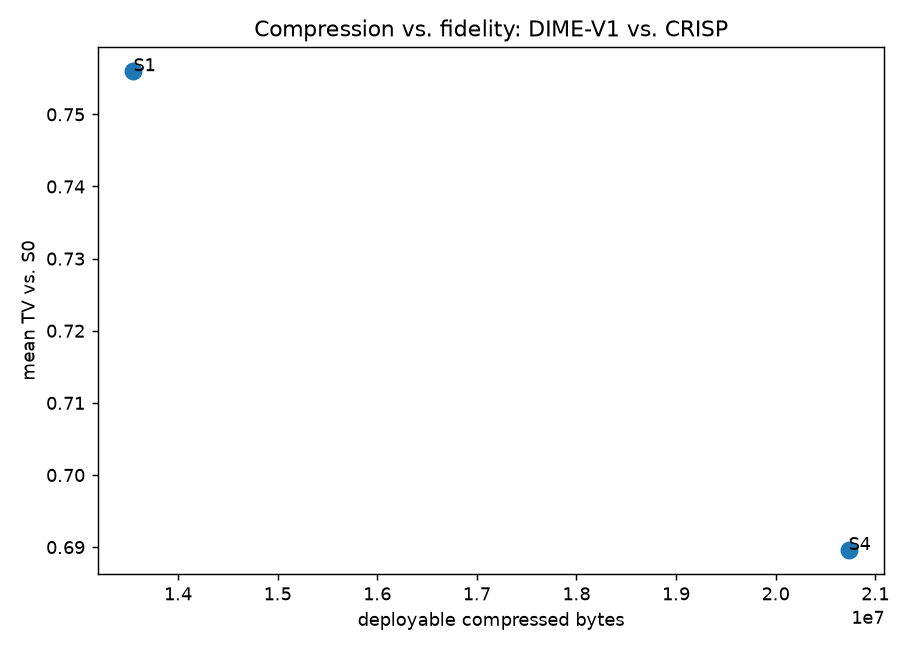 Compression vs. fidelity: DIME-V1 vs. CRISP
S1
0.75
0.74
0.73
0.72
0.71
0.70
0.69
mean TV vs. S0
S4
1.4 1.5 1.6 1.7 1.8 1.9 2.0 2.1
1e7
deployable compressed bytes